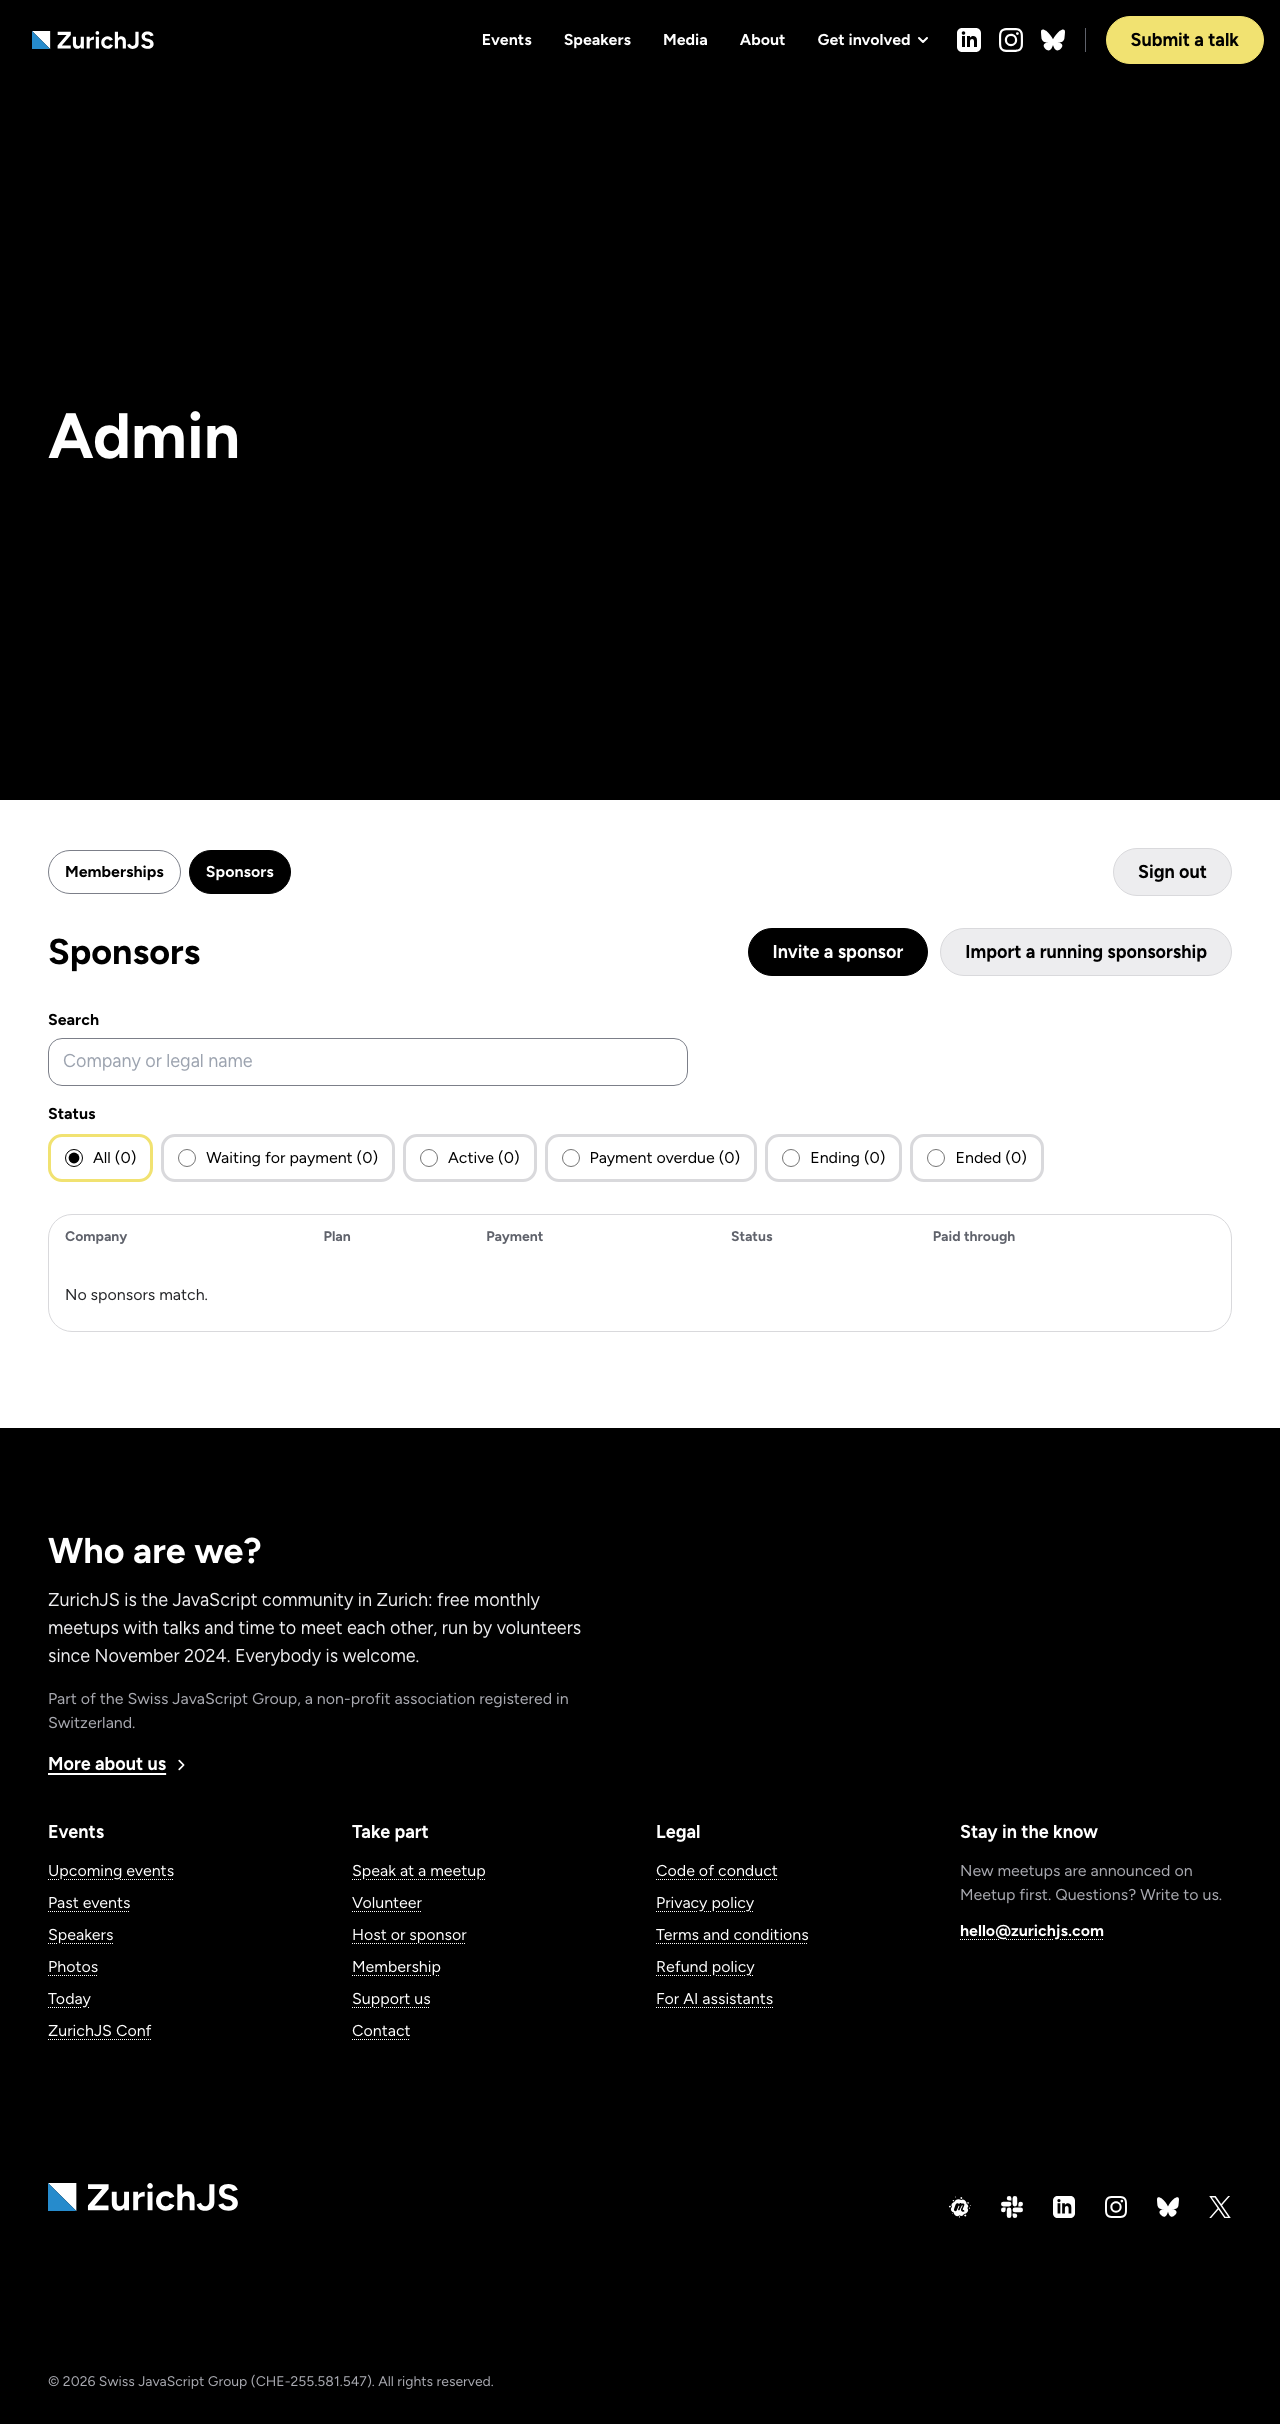 ZurichJS
Events
Speakers
Media
About
Get involved
Submit a talk
Admin
Memberships
Sponsors
Sign out
Sponsors
Invite a sponsor
Import a running sponsorship
Search
Company or legal name
Status
All (0)
Waiting for payment (0)
Active (0)
Payment overdue (0)
Ending (0)
Ended (0)
Company
Plan
Payment
Status
Paid through
No sponsors match.
Who are we?
ZurichJS is the JavaScript community in Zurich: free monthly
meetups with talks and time to meet each other, run by volunteers
since November 2024. Everybody is welcome.
Part of the Swiss JavaScript Group, a non-profit association registered in
Switzerland.
More about us
Events
Upcoming events
Past events
Speakers
Photos
Today
ZurichJS Conf
Take part
Speak at a meetup
Volunteer
Host or sponsor
Membership
Support us
Contact
Legal
Code of conduct
Privacy policy
Terms and conditions
Refund policy
For AI assistants
Stay in the know
New meetups are announced on
Meetup first. Questions? Write to us.
hello@zurichjs.com
ZurichJS
© 2026 Swiss JavaScript Group (CHE-255.581.547). All rights reserved.